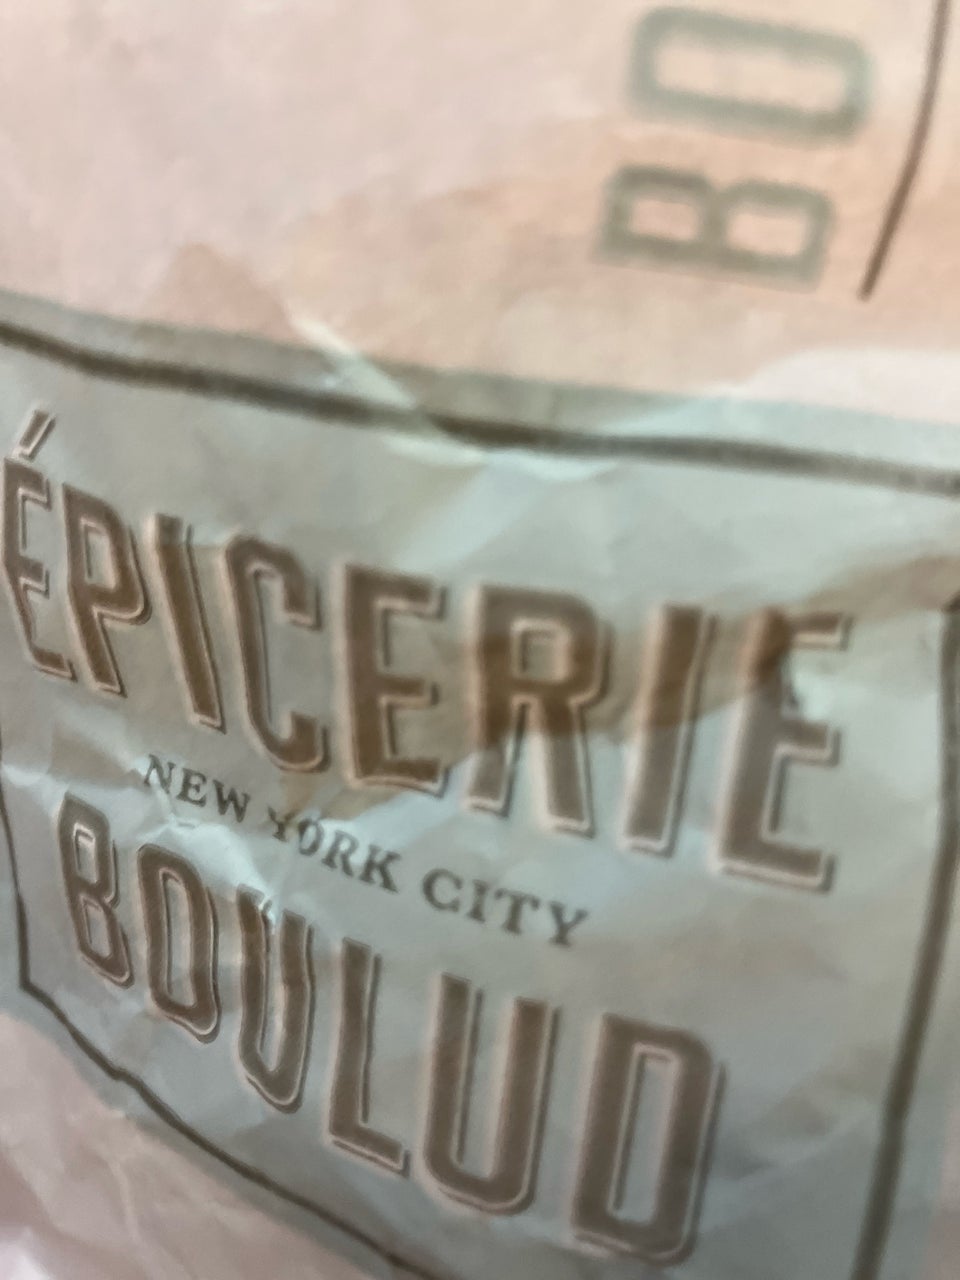 BO
ÉPICERIE
NEW YORK CITY
BOULUD